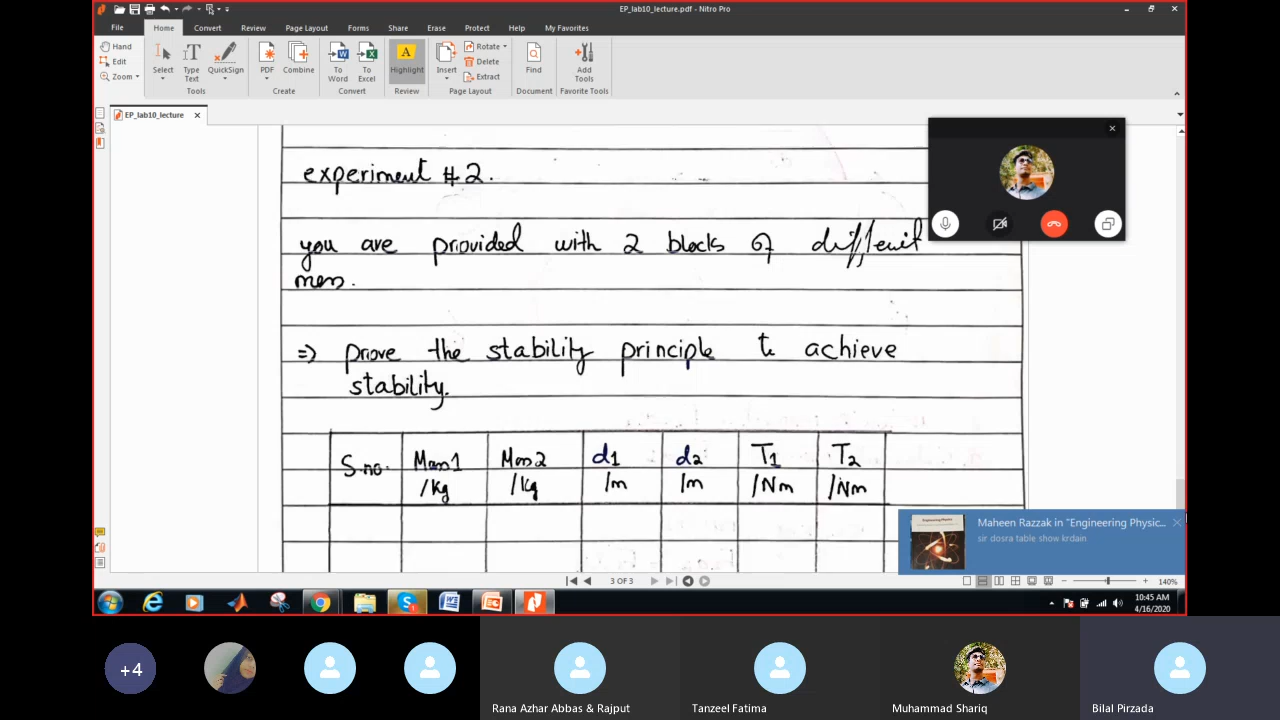 EP_lab10_lecture.pdf - Nitro Pro
File Home Convert Review Page Layout Forms Share Erase Protect Help My Favorites
Hand
Edit
Zoom
Select
Type Text
QuickSign
Tools
PDF
Combine
Create
To Word
To Excel
Convert
Highlight
Review
Insert
Rotate
Delete
Extract
Page Layout
Find
Document
Add Tools
Favorite Tools
EP_lab10_lecture
experiment #2.
you are provided with 2 blocks of different
mass.
=> prove the stability principle to achieve
stability.
S.no. Mass1 Mass2 d1 d2 T1 T2
/Kg /Kg /m /m /Nm /Nm
Maheen Razzak in "Engineering Physic...
sir dosra table show krdain
3 OF 3
140%
10:45 AM
4/16/2020
+4
Rana Azhar Abbas & Rajput
Tanzeel Fatima
Muhammad Shariq
Bilal Pirzada